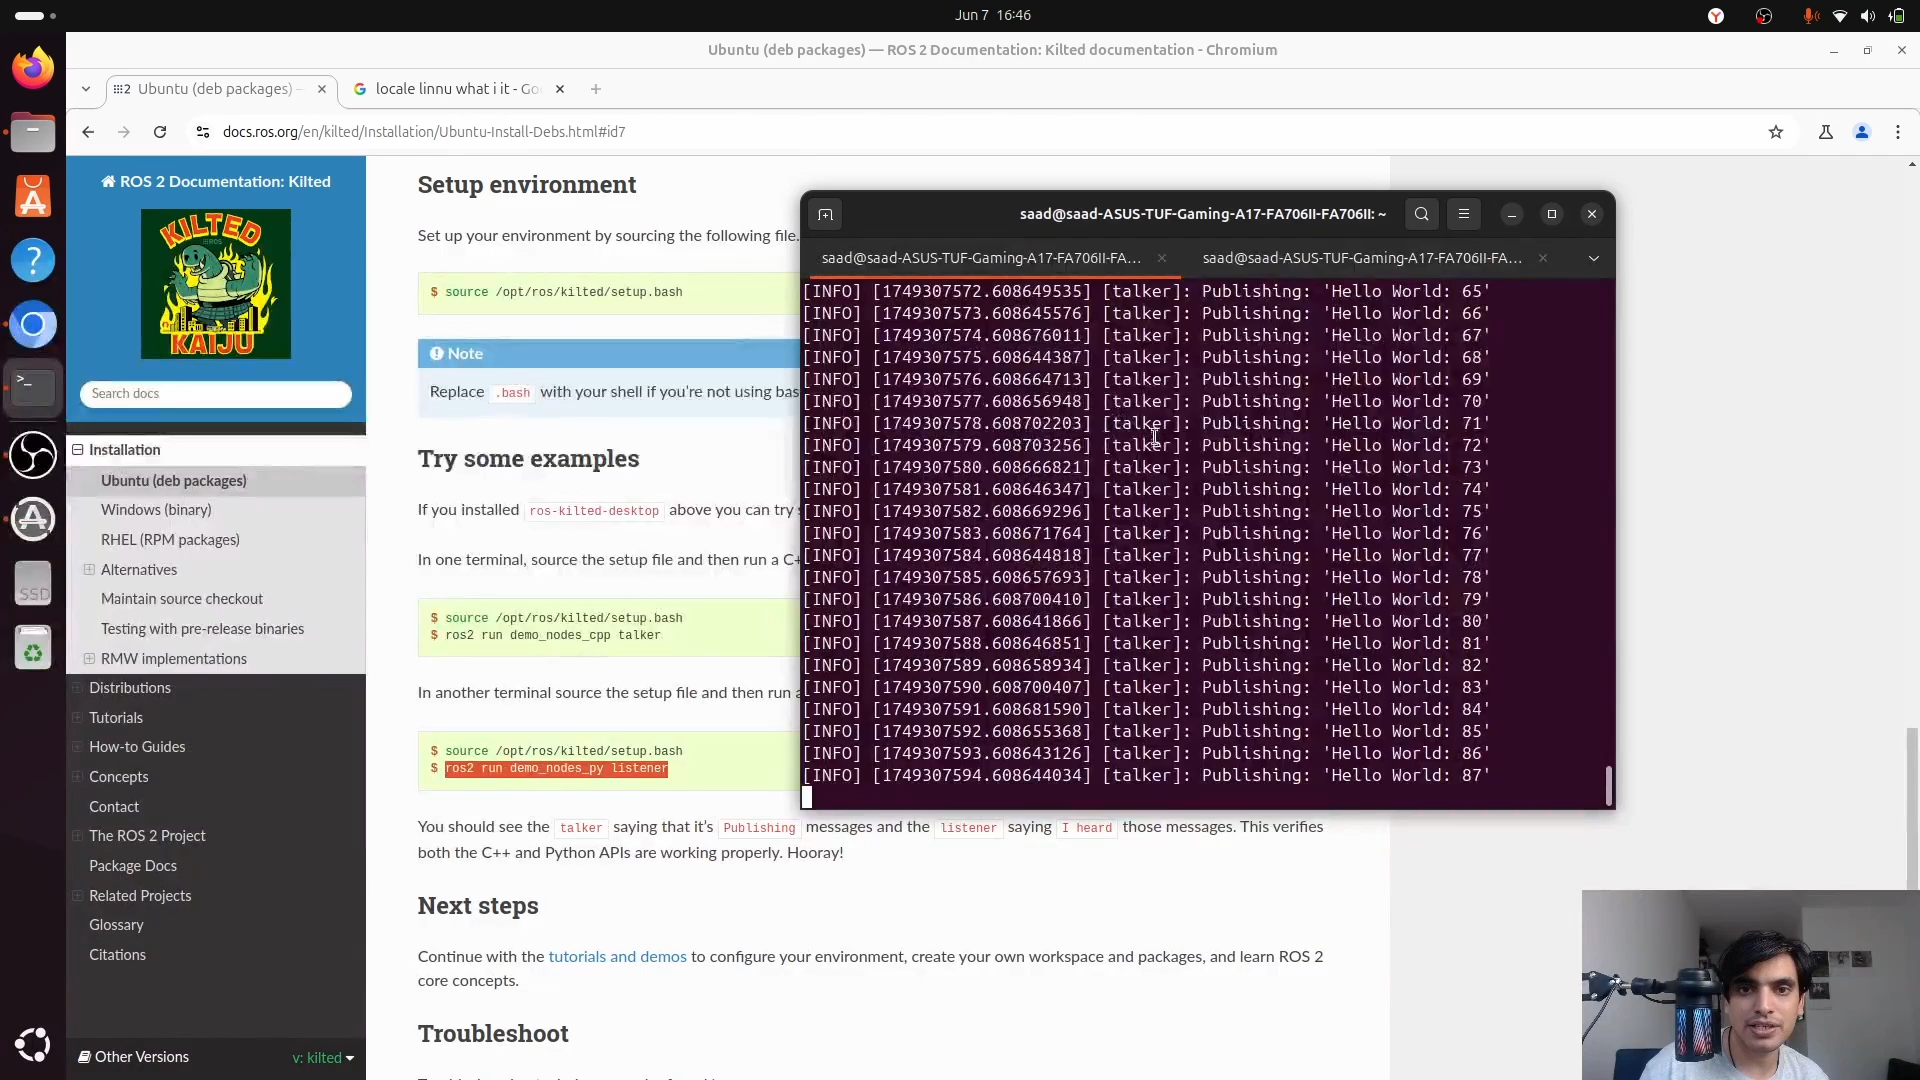 Jun 7 16:46
Ubuntu (deb packages) — ROS 2 Documentation: Kilted documentation - Chromium
Ubuntu (deb packages) –
locale linnu what i it - Go
docs.ros.org/en/kilted/Installation/Ubuntu-Install-Debs.html#id7
ROS 2 Documentation: Kilted
KILTED
ROS
KAIJU
Search docs
Installation
Ubuntu (deb packages)
Windows (binary)
RHEL (RPM packages)
Alternatives
Maintain source checkout
Testing with pre-release binaries
RMW implementations
Distributions
Tutorials
How-to Guides
Concepts
Contact
The ROS 2 Project
Package Docs
Related Projects
Glossary
Citations
Other Versions
v: kilted
SSD
Setup environment
Set up your environment by sourcing the following file.
$ source /opt/ros/kilted/setup.bash
Note
Replace .bash with your shell if you're not using bas
Try some examples
If you installed ros-kilted-desktop above you can try
In one terminal, source the setup file and then run a C+
$ source /opt/ros/kilted/setup.bash
$ ros2 run demo_nodes_cpp talker
In another terminal source the setup file and then run a
$ source /opt/ros/kilted/setup.bash
$ ros2 run demo_nodes_py listener
You should see the talker saying that it’s Publishing messages and the listener saying I heard those messages. This verifies
both the C++ and Python APIs are working properly. Hooray!
Next steps
Continue with the tutorials and demos to configure your environment, create your own workspace and packages, and learn ROS 2
core concepts.
Troubleshoot
saad@saad-ASUS-TUF-Gaming-A17-FA706II-FA706II: ~
saad@saad-ASUS-TUF-Gaming-A17-FA706II-FA...
saad@saad-ASUS-TUF-Gaming-A17-FA706II-FA...
[INFO] [1749307572.608649535] [talker]: Publishing: 'Hello World: 65'
[INFO] [1749307573.608645576] [talker]: Publishing: 'Hello World: 66'
[INFO] [1749307574.608676011] [talker]: Publishing: 'Hello World: 67'
[INFO] [1749307575.608644387] [talker]: Publishing: 'Hello World: 68'
[INFO] [1749307576.608664713] [talker]: Publishing: 'Hello World: 69'
[INFO] [1749307577.608656948] [talker]: Publishing: 'Hello World: 70'
[INFO] [1749307578.608702203] [talker]: Publishing: 'Hello World: 71'
[INFO] [1749307579.608703256] [talker]: Publishing: 'Hello World: 72'
[INFO] [1749307580.608666821] [talker]: Publishing: 'Hello World: 73'
[INFO] [1749307581.608646347] [talker]: Publishing: 'Hello World: 74'
[INFO] [1749307582.608669296] [talker]: Publishing: 'Hello World: 75'
[INFO] [1749307583.608671764] [talker]: Publishing: 'Hello World: 76'
[INFO] [1749307584.608644818] [talker]: Publishing: 'Hello World: 77'
[INFO] [1749307585.608657693] [talker]: Publishing: 'Hello World: 78'
[INFO] [1749307586.608700410] [talker]: Publishing: 'Hello World: 79'
[INFO] [1749307587.608641866] [talker]: Publishing: 'Hello World: 80'
[INFO] [1749307588.608646851] [talker]: Publishing: 'Hello World: 81'
[INFO] [1749307589.608658934] [talker]: Publishing: 'Hello World: 82'
[INFO] [1749307590.608700407] [talker]: Publishing: 'Hello World: 83'
[INFO] [1749307591.608681590] [talker]: Publishing: 'Hello World: 84'
[INFO] [1749307592.608655368] [talker]: Publishing: 'Hello World: 85'
[INFO] [1749307593.608643126] [talker]: Publishing: 'Hello World: 86'
[INFO] [1749307594.608644034] [talker]: Publishing: 'Hello World: 87'